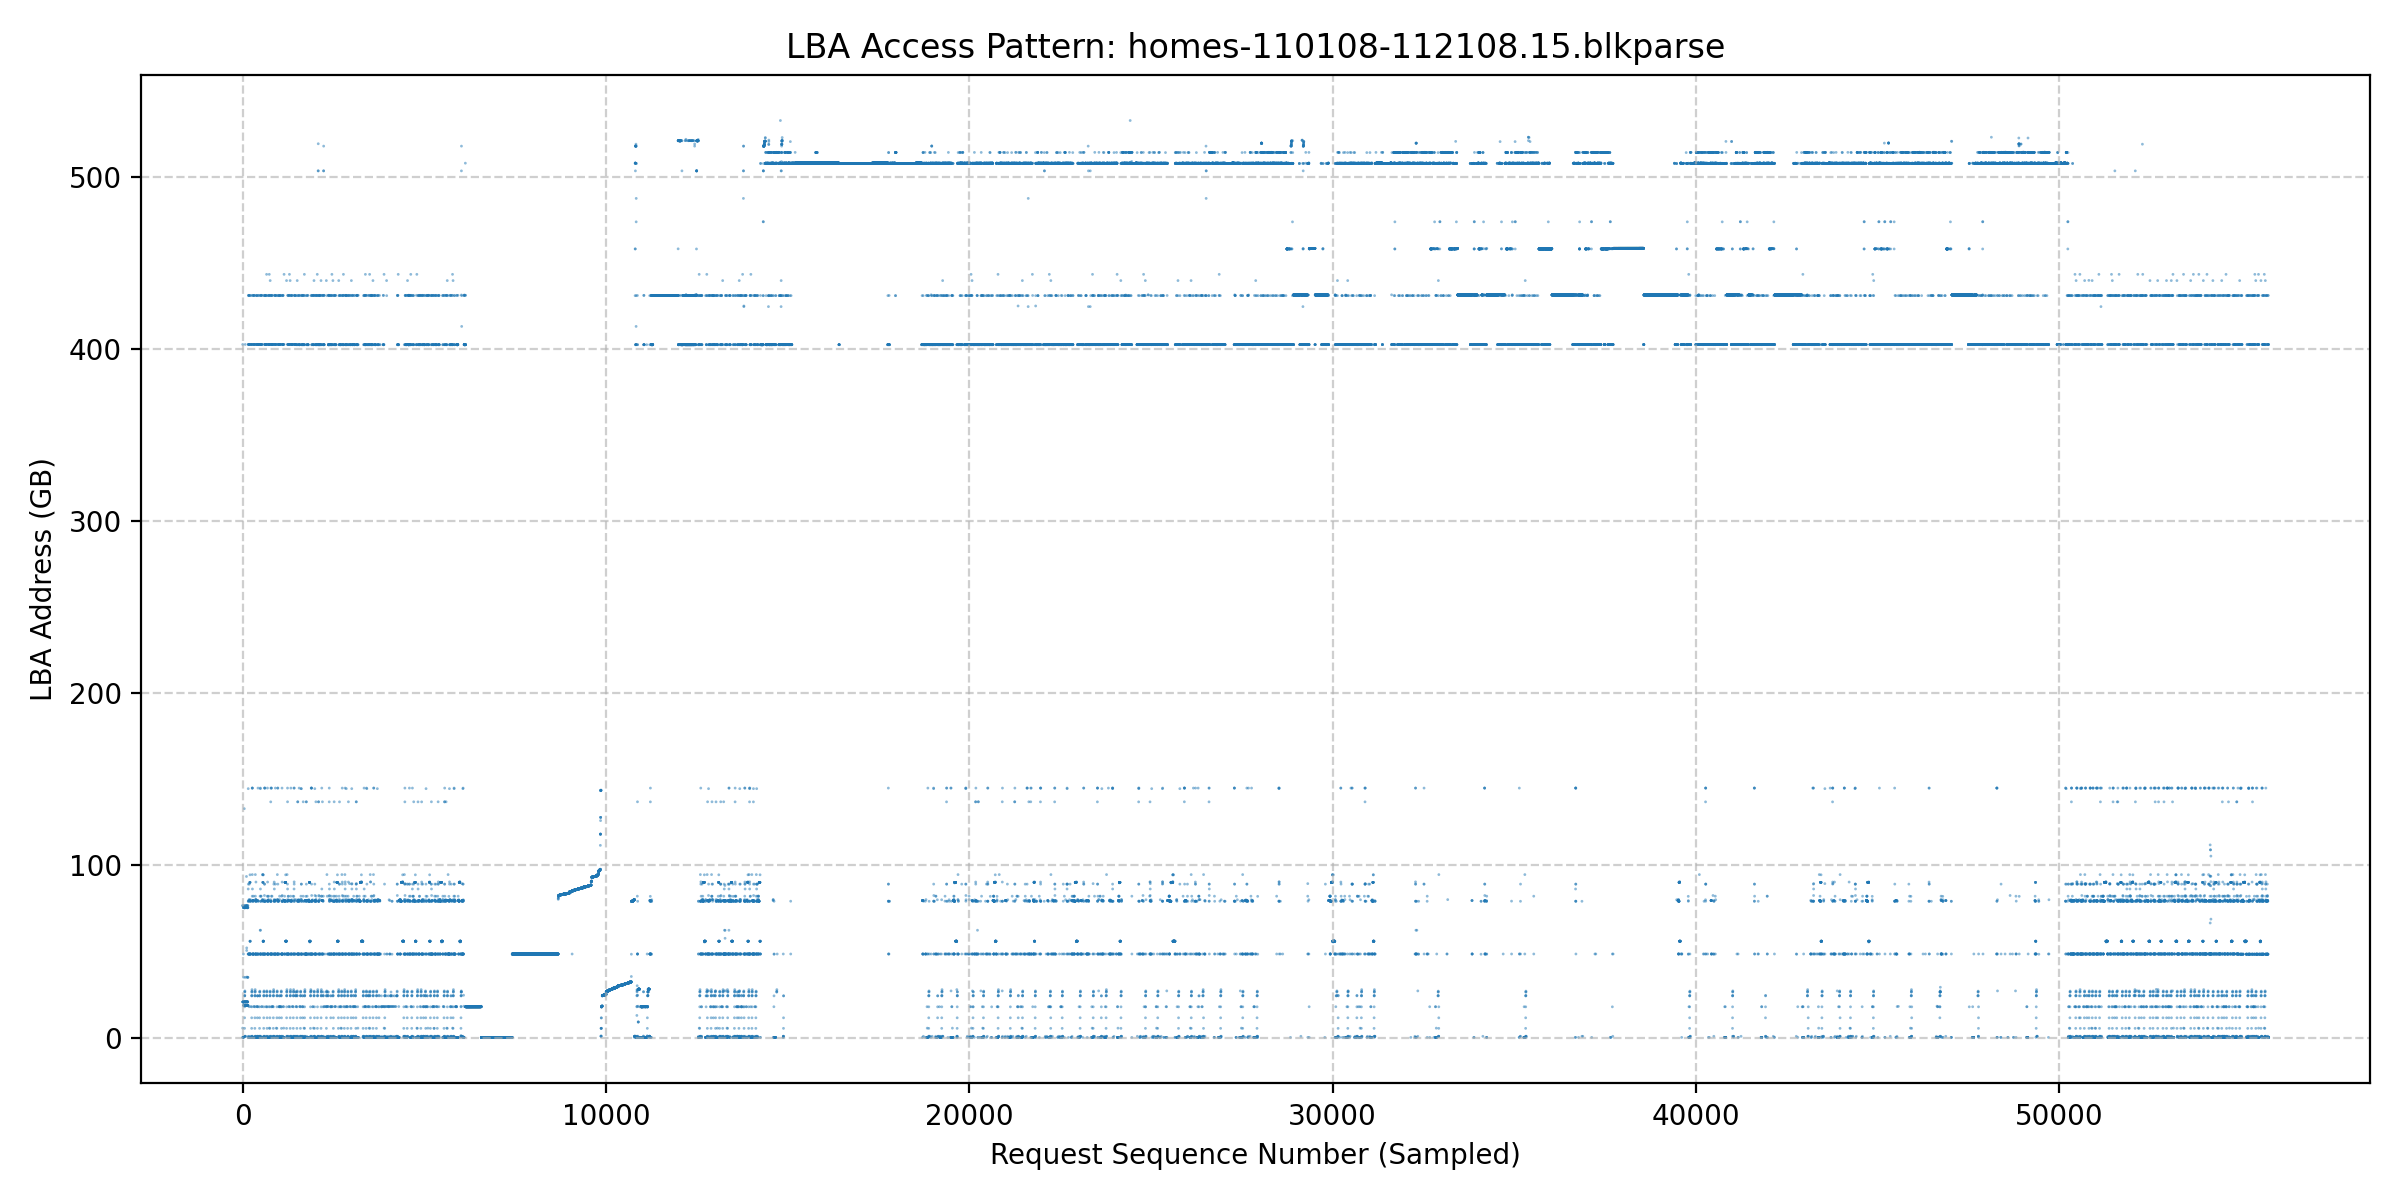 LBA Access Pattern: homes-110108-112108.15.blkparse
LBA Address (GB)
500
400
300
200
100
0
0 10000 20000 30000 40000 50000
Request Sequence Number (Sampled)